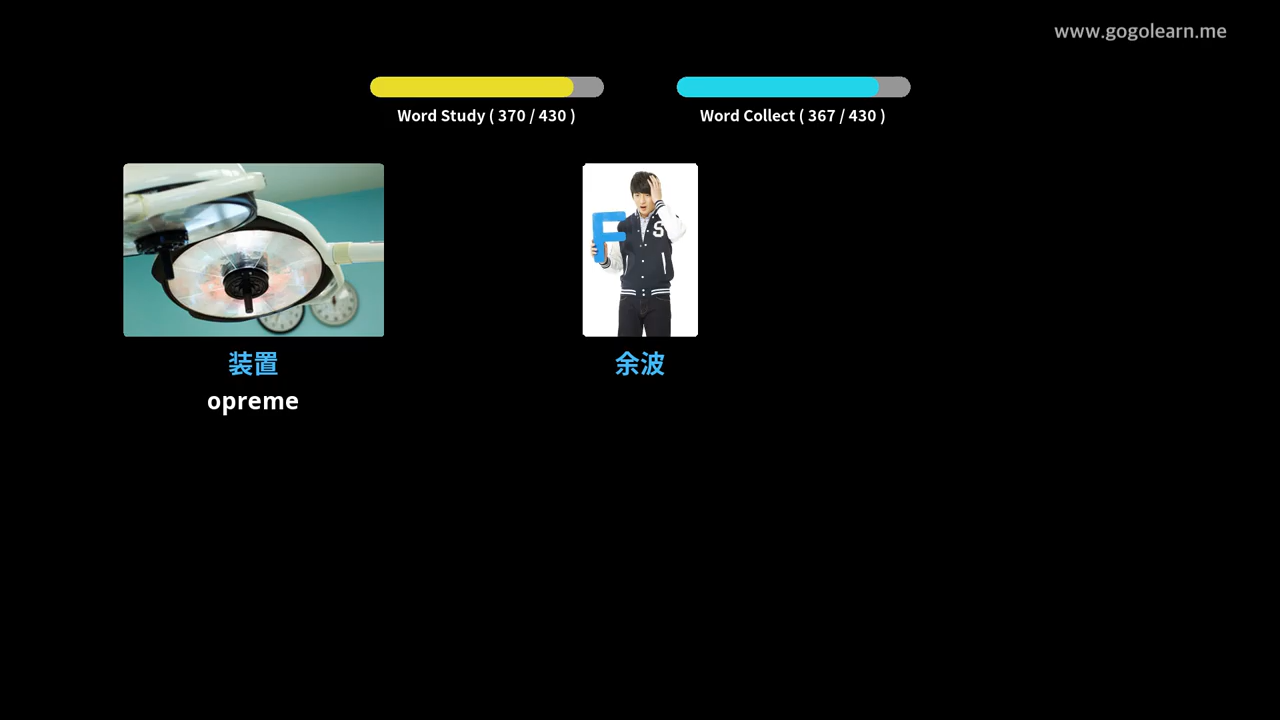 www.gogolearn.me
Word Study ( 370 / 430 )
Word Collect ( 367 / 430 )
F
S
装置
余波
opreme